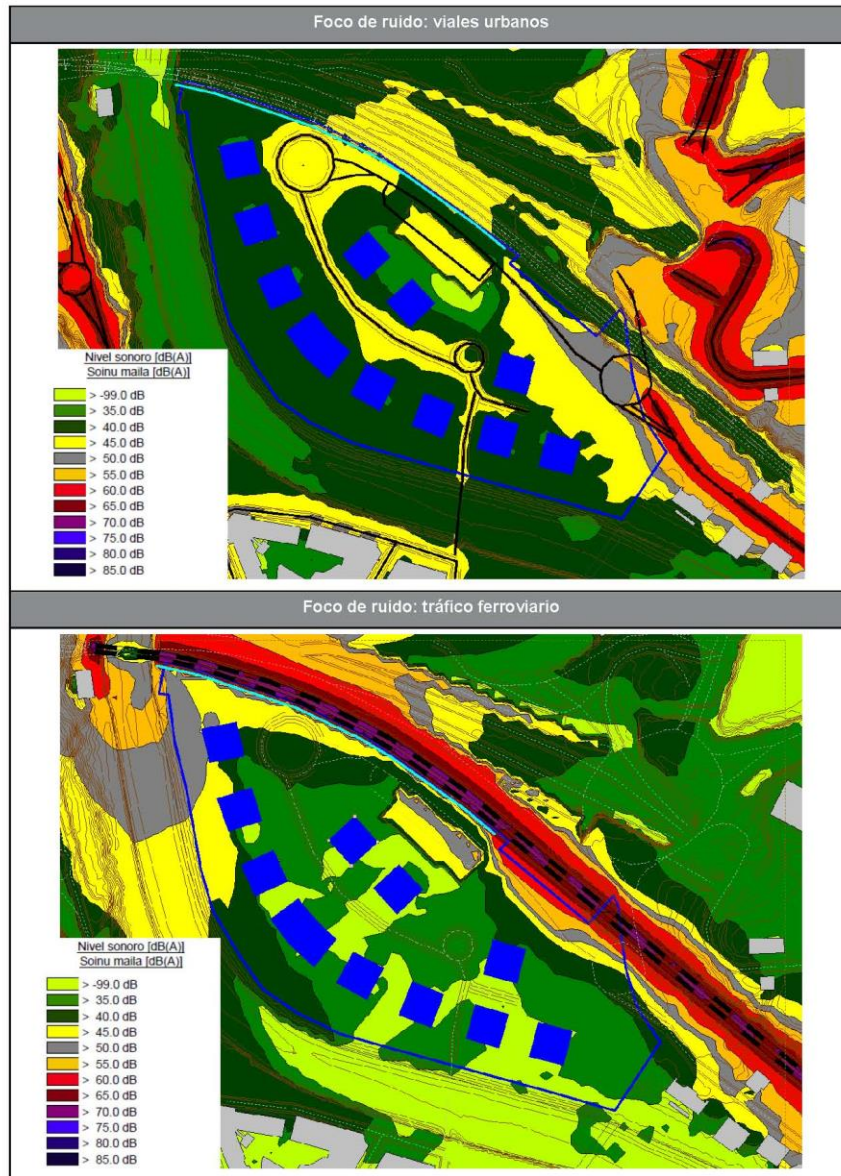 Foco de ruido: viales urbanos
Nivel sonoro [dB(A)]
Soinu maila [dB(A)]
> -99.0 dB
> 35.0 dB
> 40.0 dB
> 45.0 dB
> 50.0 dB
> 55.0 dB
> 60.0 dB
> 65.0 dB
> 70.0 dB
> 75.0 dB
> 80.0 dB
> 85.0 dB
Foco de ruido: tráfico ferroviario
Nivel sonoro [dB(A)]
Soinu maila [dB(A)]
> -99.0 dB
> 35.0 dB
> 40.0 dB
> 45.0 dB
> 50.0 dB
> 55.0 dB
> 60.0 dB
> 65.0 dB
> 70.0 dB
> 75.0 dB
> 80.0 dB
> 85.0 dB